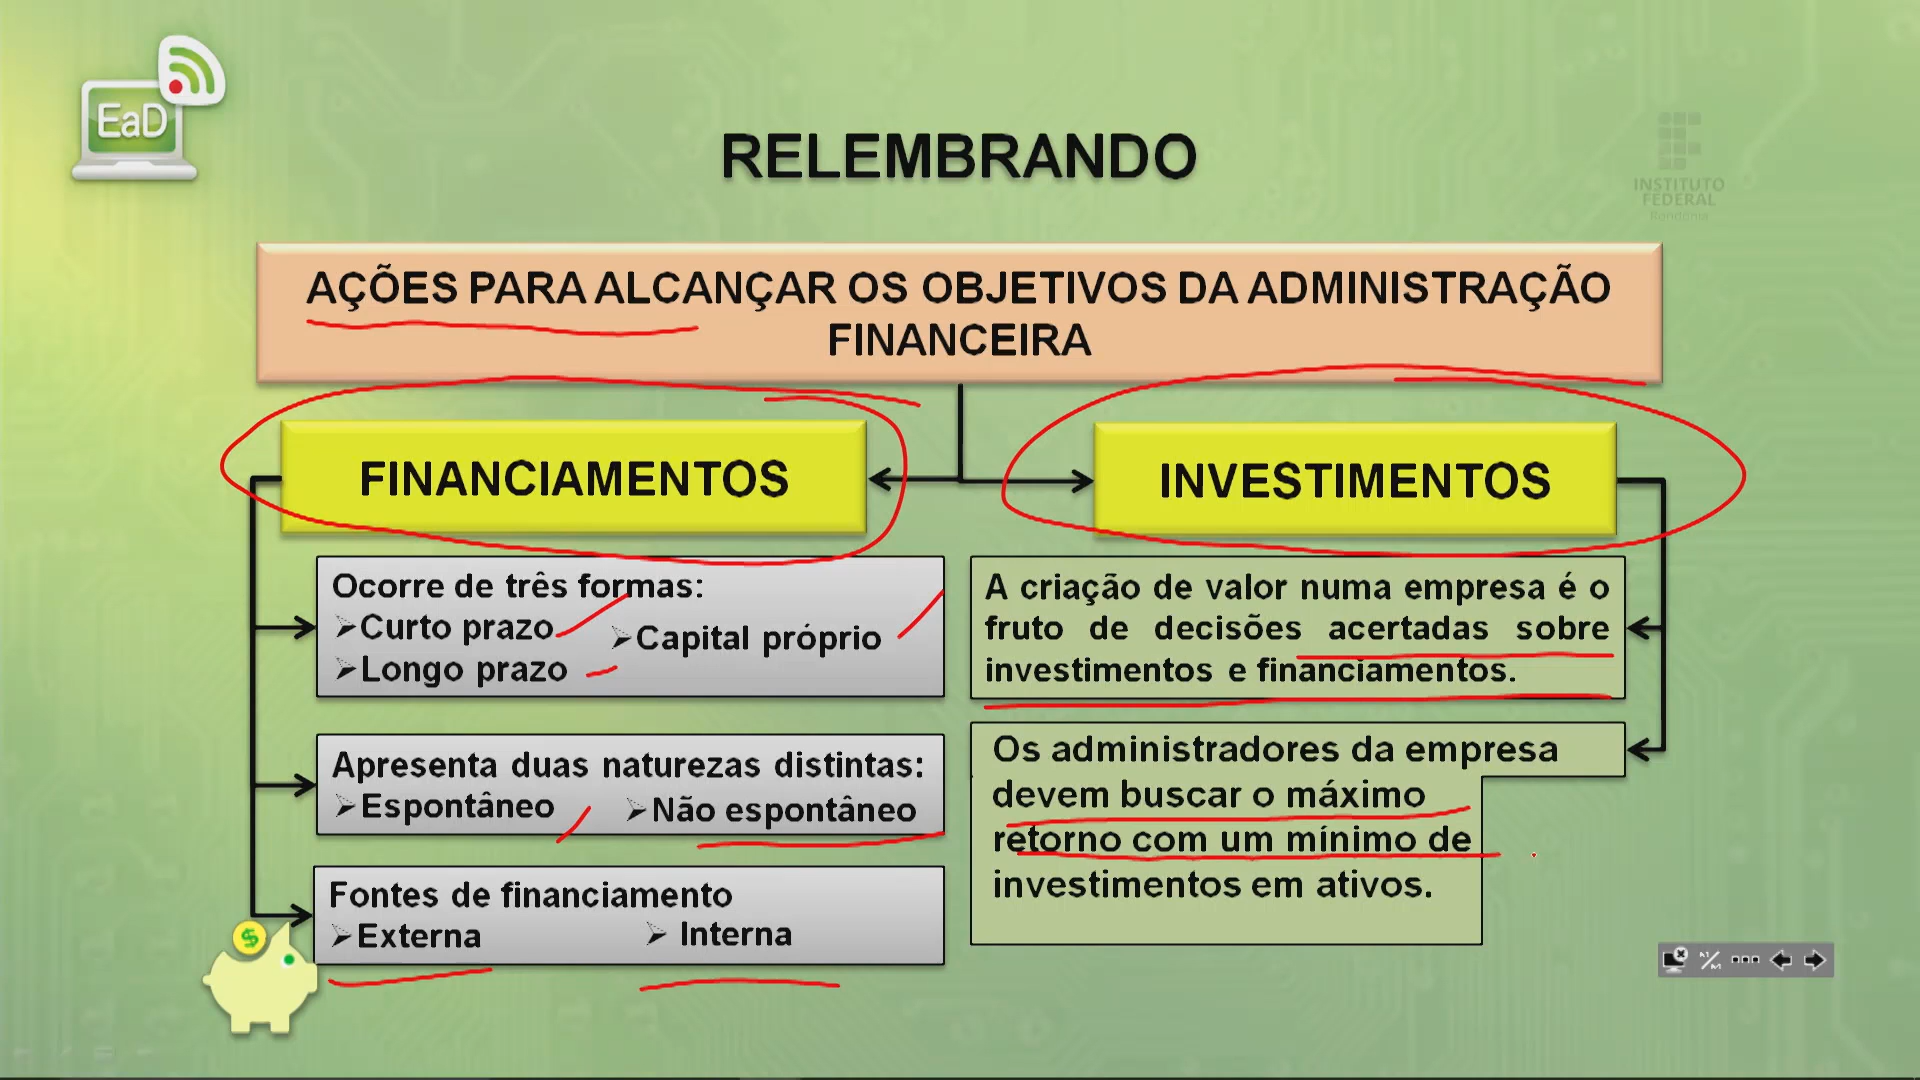 EaD
RELEMBRANDO
INSTITUTO
FEDERAL
Rondônia
AÇÕES PARA ALCANÇAR OS OBJETIVOS DA ADMINISTRAÇÃO
FINANCEIRA
FINANCIAMENTOS
Ocorre de três formas:
➢Curto prazo
➢Capital próprio
➢Longo prazo
Apresenta duas naturezas distintas:
➢Espontâneo
➢Não espontâneo
Fontes de financiamento
➢Externa
➢ Interna
INVESTIMENTOS
A criação de valor numa empresa é o
fruto de decisões acertadas sobre
investimentos e financiamentos.
Os administradores da empresa
devem buscar o máximo
retorno com um mínimo de
investimentos em ativos.
$